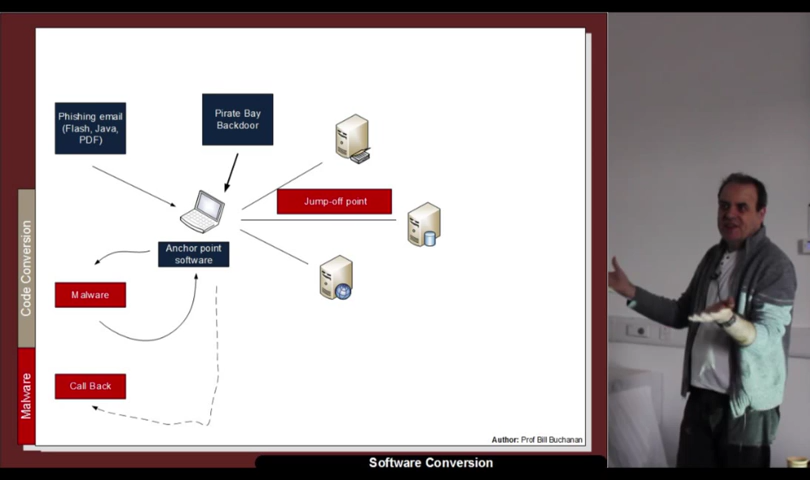 Phishing email
(Flash, Java,
PDF)
Pirate Bay
Backdoor
Jump-off point
Anchor point
software
Malware
Call Back
Code Conversion
Malware
Author: Prof Bill Buchanan
Software Conversion